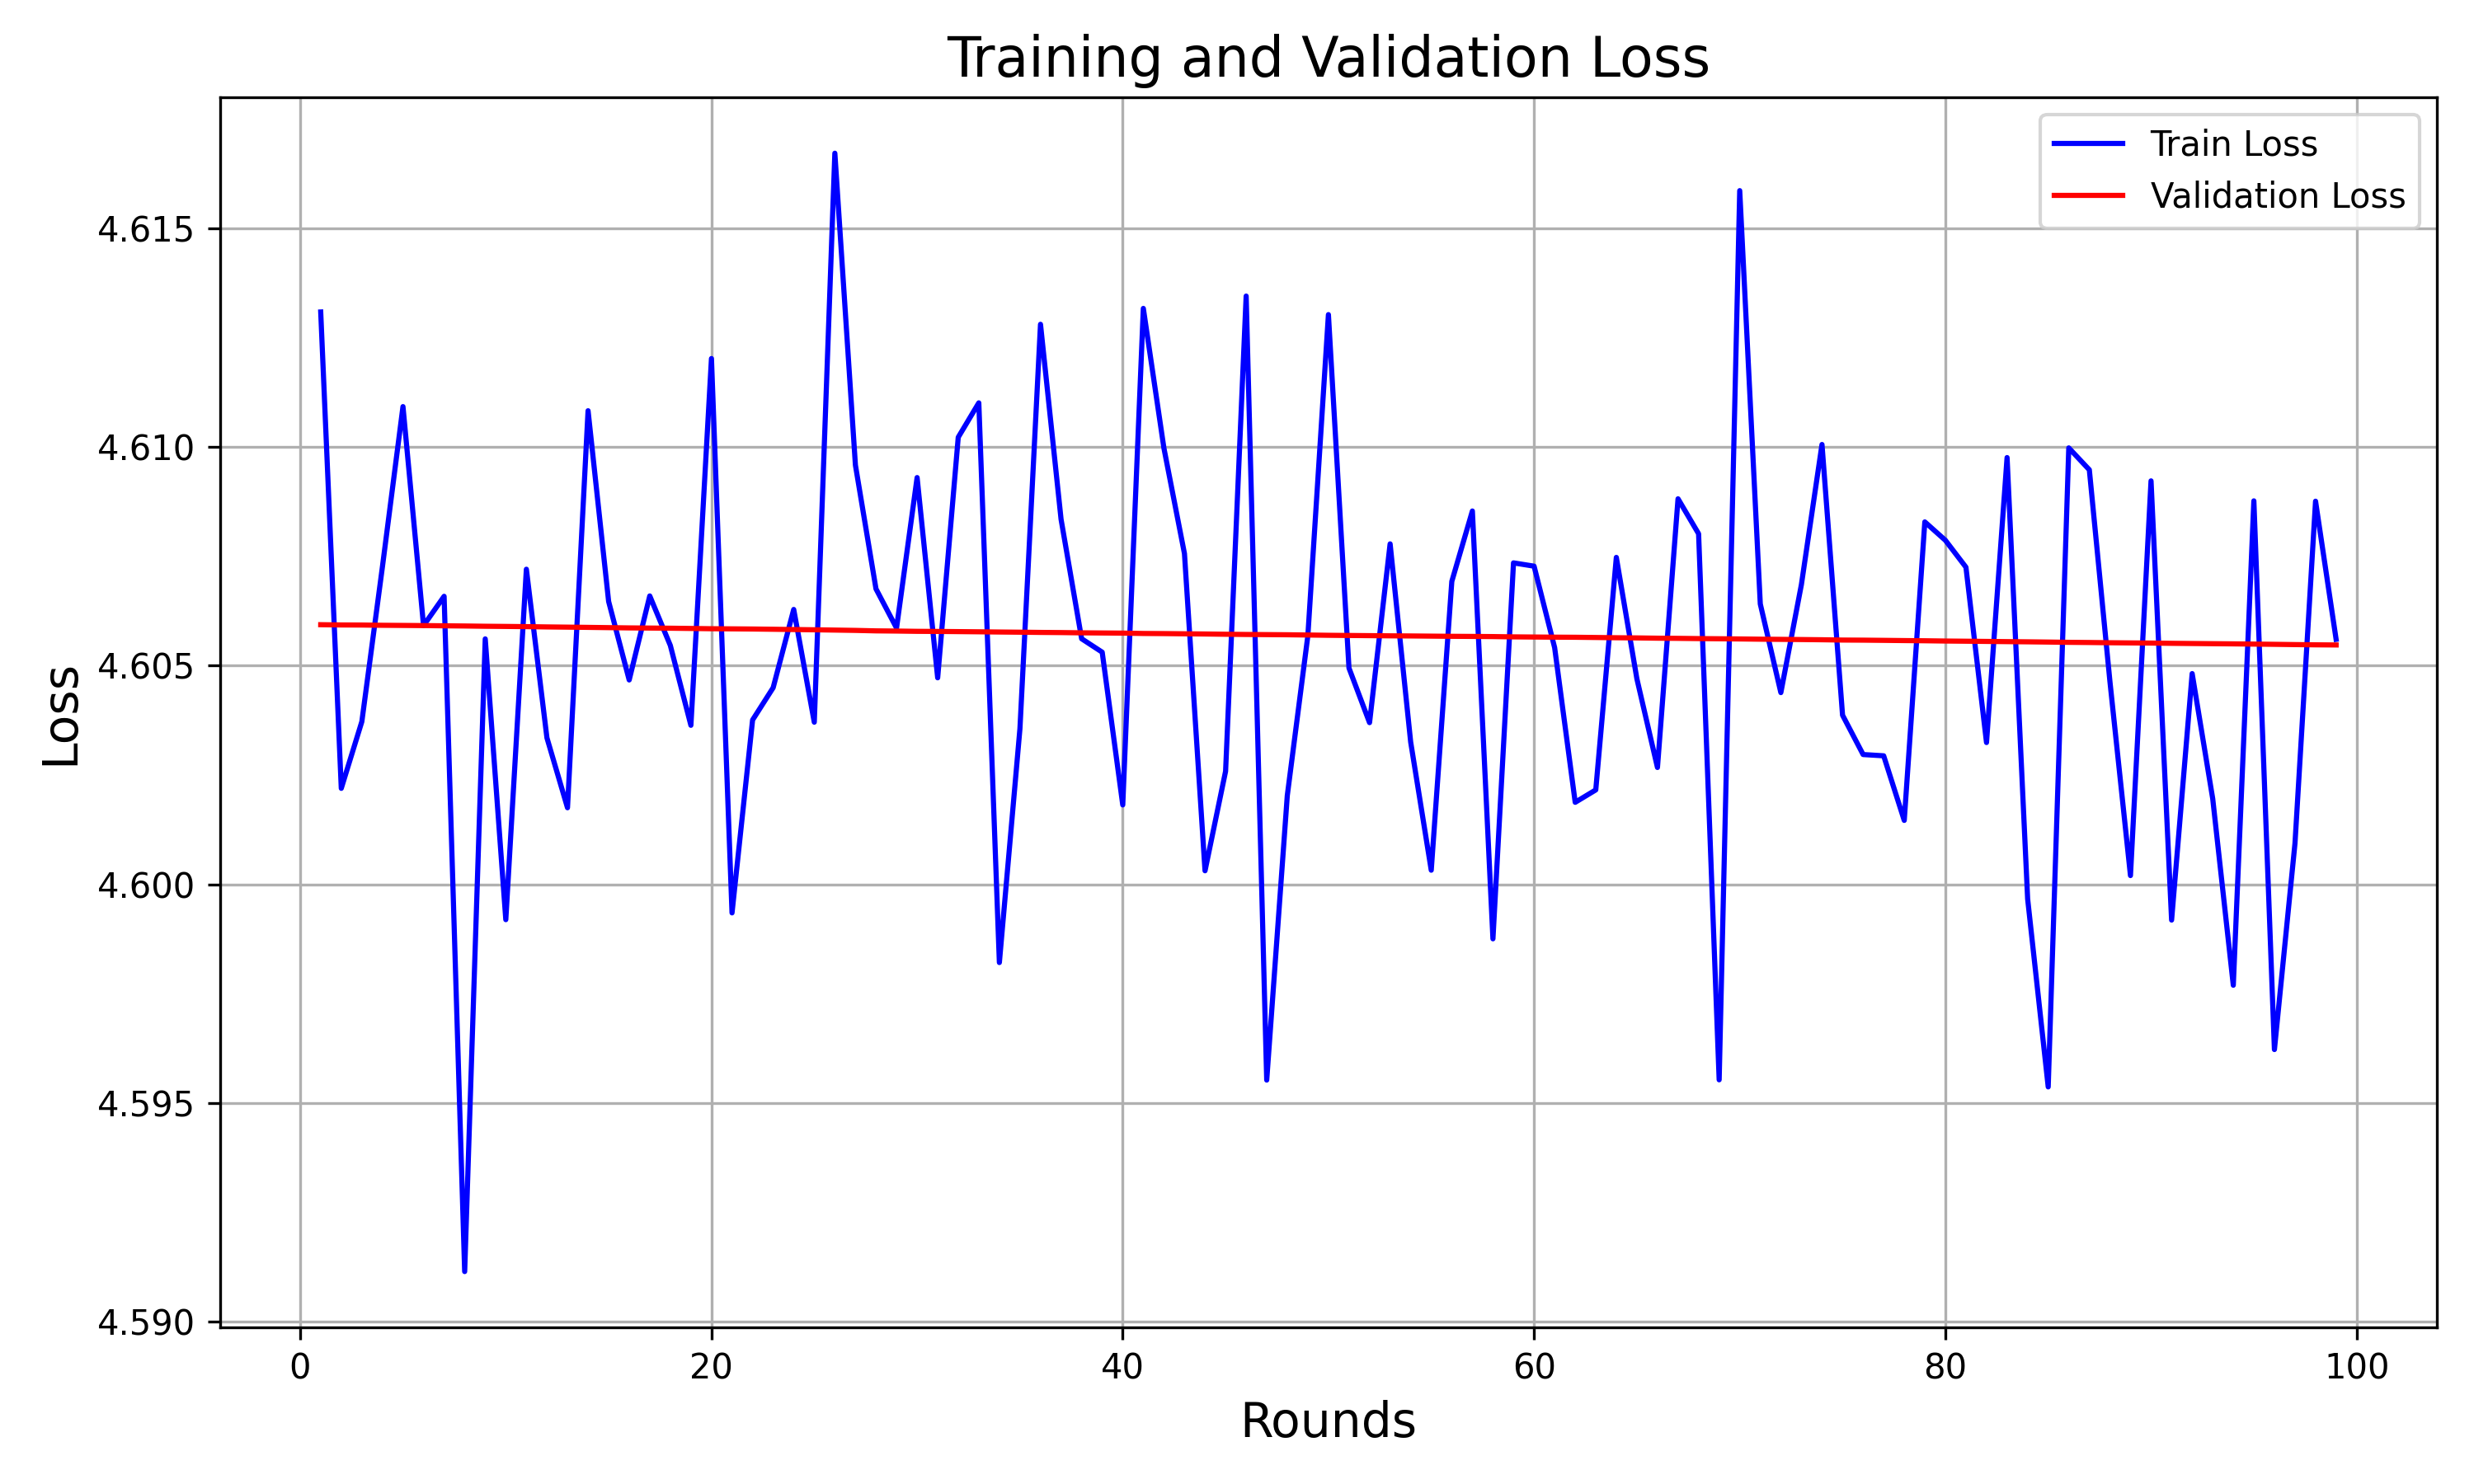 Training and Validation Loss
Train Loss
Validation Loss
4.615
4.610
4.605
4.600
4.595
4.590
Loss
0 20 40 60 80 100
Rounds